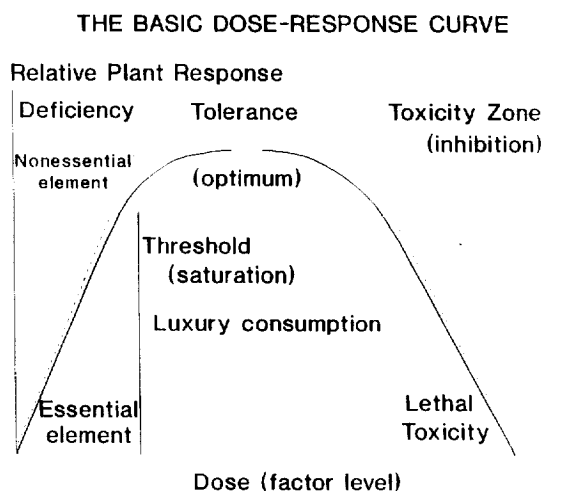 THE BASIC DOSE-RESPONSE CURVE
Relative Plant Response
Deficiency
Tolerance
Toxicity Zone
(inhibition)
Nonessential
element
(optimum)
Threshold
(saturation)
Luxury consumption
Essential
element
Lethal
Toxicity
Dose (factor level)